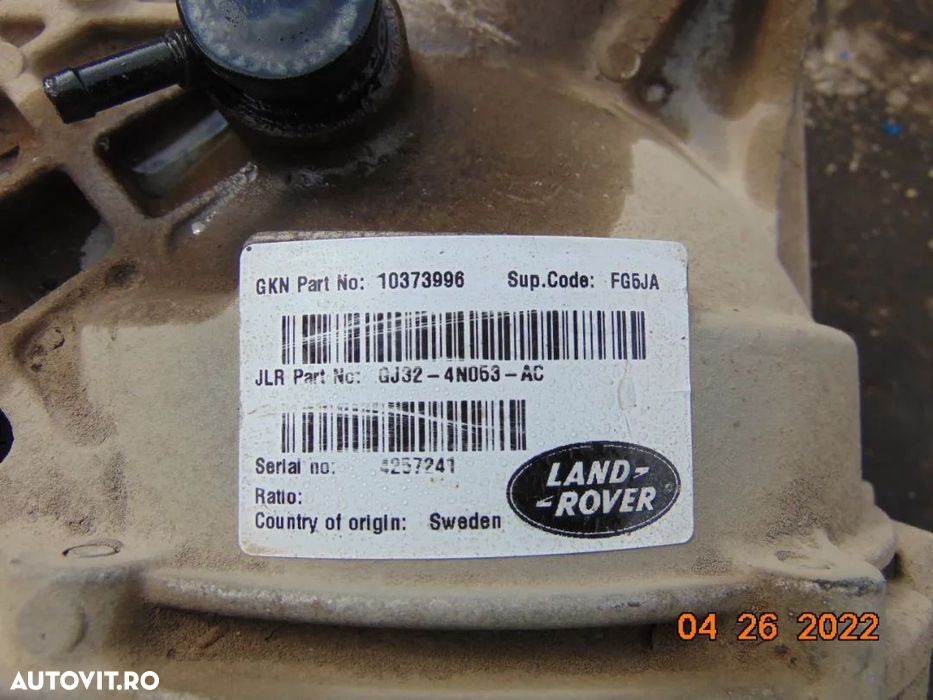 GKN Part No: 10373996 Sup.Code: FG5JA
JLR Part No: GJ32-4N053-AC
Serial no: 4257241
LAND-
-ROVER
Ratio:
Country of origin: Sweden
04 26 2022
AUTOVIT.RO